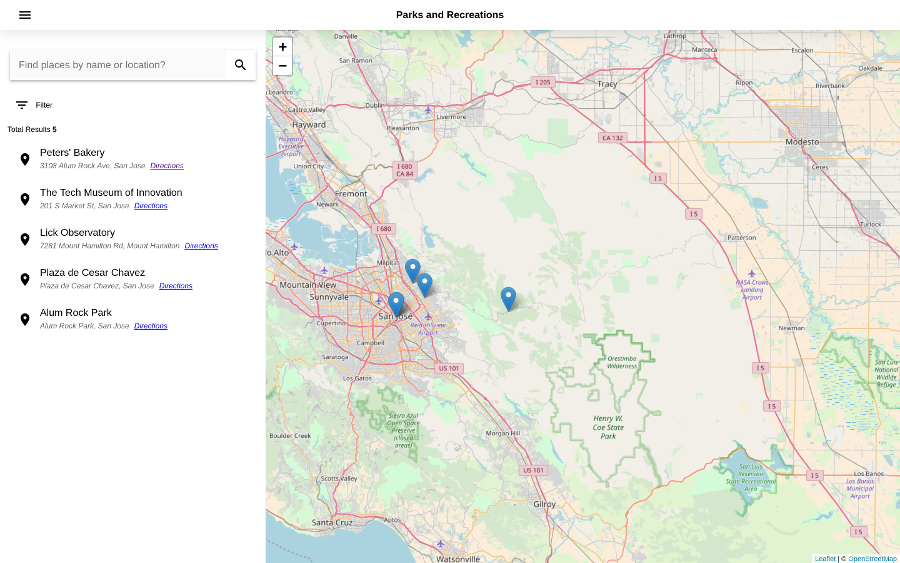 Parks and Recreations
Find places by name or location?
Filter
Total Results 5
Peters' Bakery
3108 Alum Rock Ave, San Jose Directions
The Tech Museum of Innovation
201 S Market St, San Jose Directions
Lick Observatory
7281 Mount Hamilton Rd, Mount Hamilton Directions
Plaza de Cesar Chavez
Plaza de Cesar Chavez, San Jose Directions
Alum Rock Park
Alum Rock Park, San Jose Directions
+
−
Danville
San Ramon
Lathrop
Manteca
Escalon
Oakdale
Ripon
Riverbank
I 205
Tracy
Leandro
Castro Valley
Dublin
Livermore
Hayward
Pleasanton
Hayward
Executive
Airport
CA 132
Modesto
Ceres
Union City
I 680
CA 84
I 5
Fremont
Newark
I 5
Turlock
I 680
Patterson
o Alto
Milpitas
Mountain View
Sunnyvale
NASA Crows
Landing
Airport
San Jose
Cupertino
Reid-Hillview
Airport
Newman
Campbell
Saratoga
Los Gatos
US 101
Orestimba
Wilderness
I 5
San Luis
National
Wildlife
Refuge
I 5
Sierra Azul
Open Space
Preserve
(closed
areas)
Henry W.
Coe State
Park
Boulder Creek
Morgan Hill
US 101
San Luis
Reservoir
State Recreational
Area
I 5
Los Banos
Los Banos
Municipal
Airport
Scotts Valley
Gilroy
Santa Cruz
Aptos
I 5
Watsonville
Leaflet | © OpenStreetMap